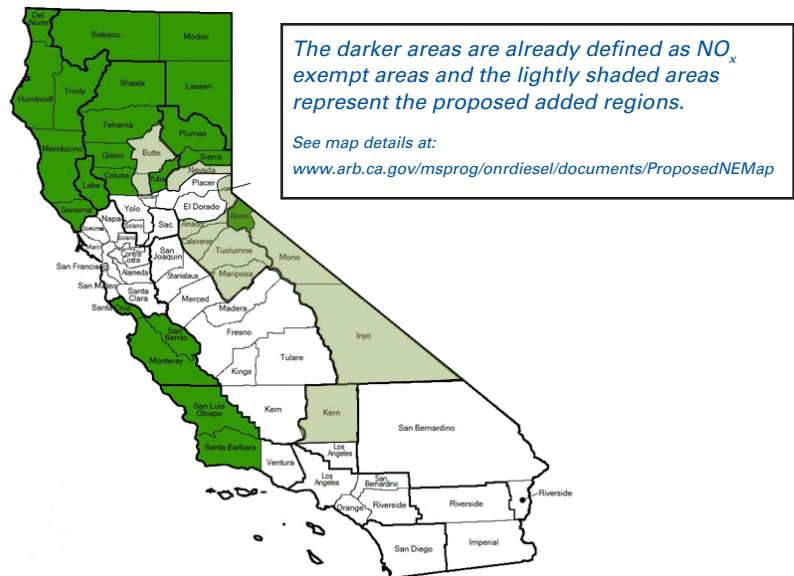 The darker areas are already defined as NOx
exempt areas and the lightly shaded areas
represent the proposed added regions.
See map details at:
www.arb.ca.gov/msprog/onrdiesel/documents/ProposedNEMap
Del
Norte
Siskiyou
Modoc
Humboldt
Trinity
Shasta
Lassen
Tehama
Plumas
Mendocino
Glenn
Butte
Sierra
Colusa
Yuba
Nevada
Lake
Sutter
Placer
Sonoma
Yolo
El Dorado
Napa
Sonoma
Solano
Sac.
Amador
Alpine
Solano
Marin
Calaveras
Contra
Costa
San
Joaquin
Tuolumne
Mono
San Francisco
Alameda
Stanislaus
Mariposa
San Mateo
Santa
Clara
Merced
Madera
Santa Cruz
San
Benito
Fresno
Inyo
Monterey
Kings
Tulare
San Luis
Obispo
Kern
Kern
San Bernardino
Santa Barbara
Ventura
Los
Angeles
Los
Angeles
San
Bernardino
Orange
Riverside
Riverside
Riverside
San Diego
Imperial